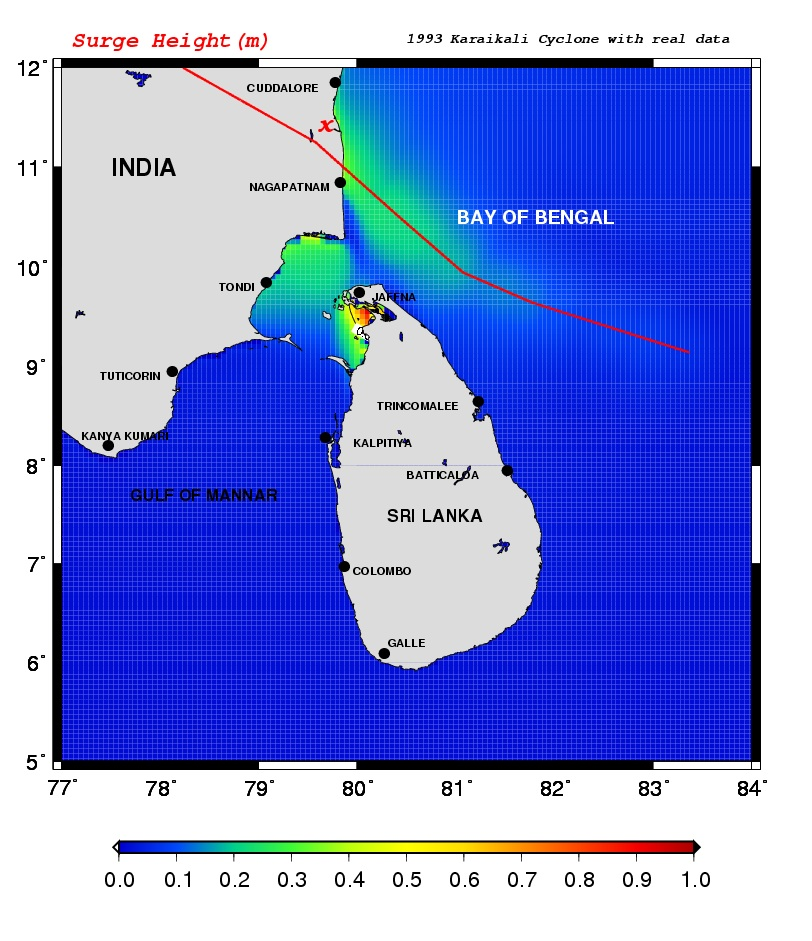 Surge Height(m)
1993 Karaikali Cyclone with real data
12°
CUDDALORE
x
INDIA
11°
NAGAPATNAM
BAY OF BENGAL
10°
TONDI
JAFFNA
9°
TUTICORIN
TRINCOMALEE
KANYA KUMARI
KALPITIYA
8°
BATTICALOA
GULF OF MANNAR
SRI LANKA
7°
COLOMBO
GALLE
6°
5°
77° 78° 79° 80° 81° 82° 83° 84°
0.0 0.1 0.2 0.3 0.4 0.5 0.6 0.7 0.8 0.9 1.0